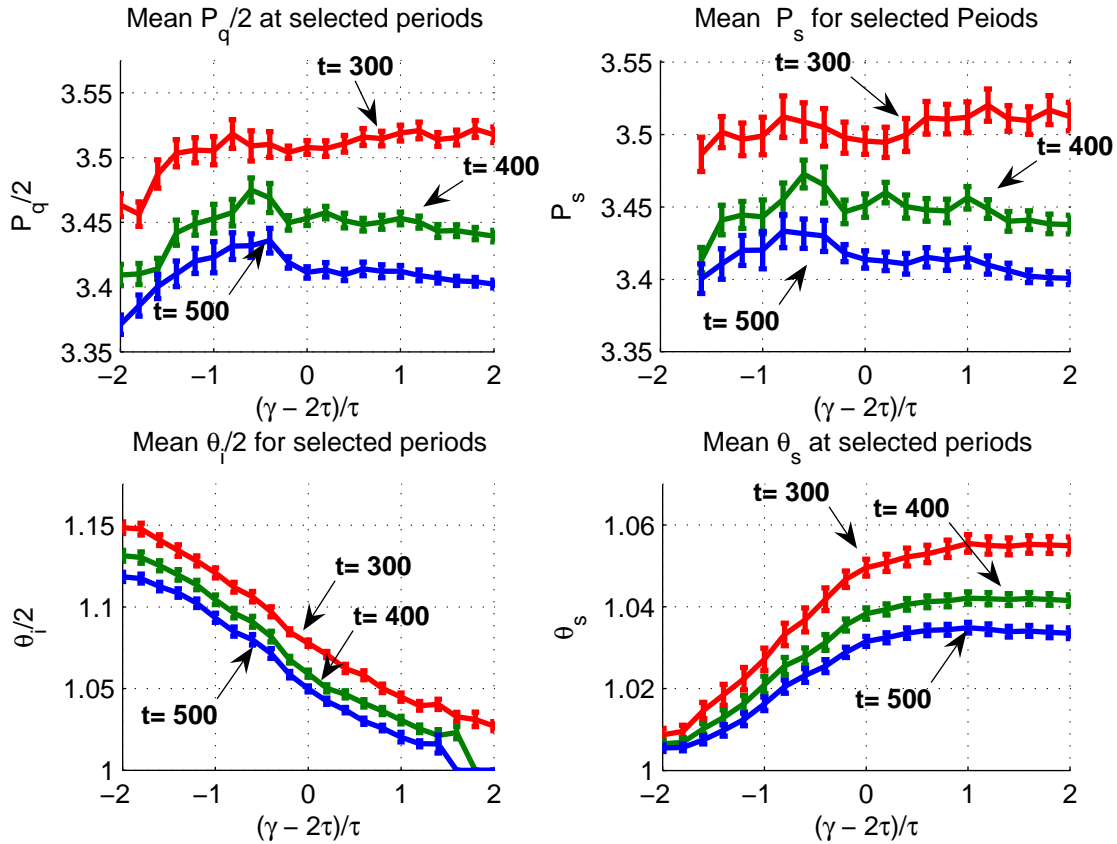 Mean P_q/2 at selected periods
3.55
3.5
3.45
3.4
3.35
P_q/2
t= 300
t= 400
t= 500
−2 −1 0 1 2
(γ − 2τ)/τ
Mean P_s for selected Peiods
3.55
3.5
3.45
3.4
3.35
P_s
t= 300
t= 400
t= 500
−2 −1 0 1 2
(γ − 2τ)/τ
Mean θ_i/2 for selected periods
1.15
1.1
1.05
1
θ_i/2
t= 300
t= 400
t= 500
−2 −1 0 1 2
(γ − 2τ)/τ
Mean θ_s at selected periods
1.06
1.04
1.02
1
θ_s
t= 300
t= 400
t= 500
−2 −1 0 1 2
(γ − 2τ)/τ